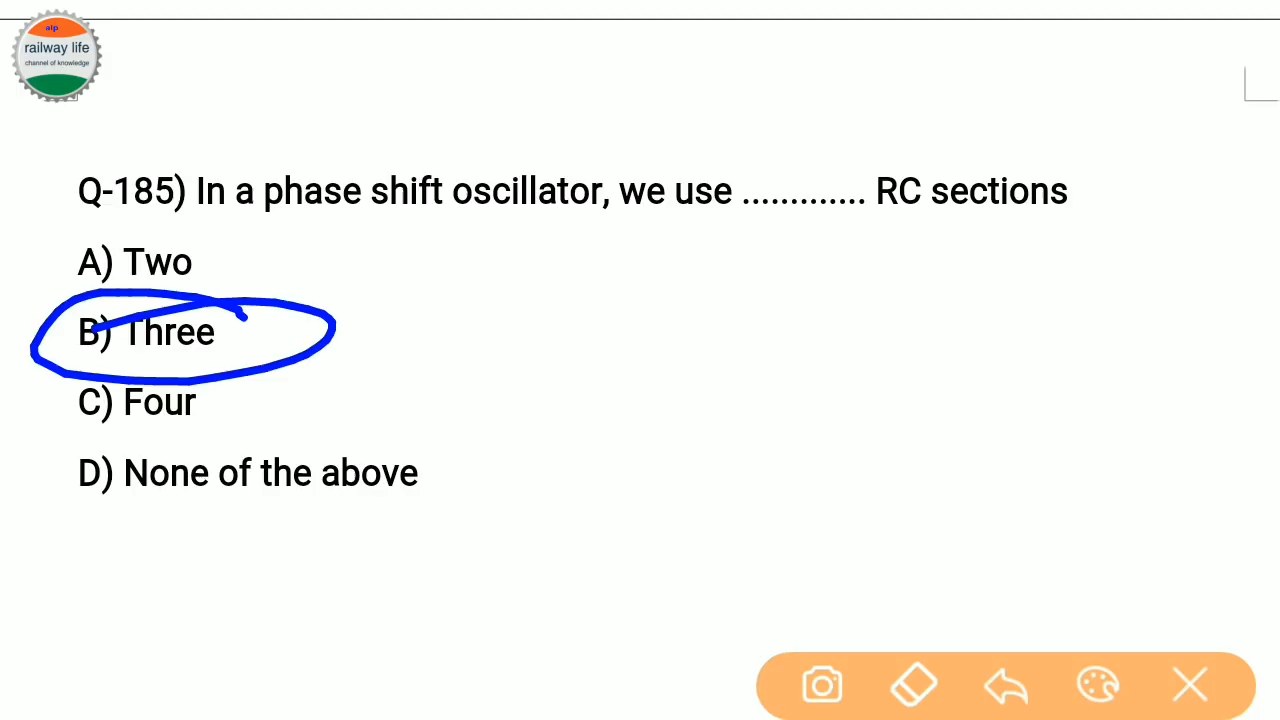 alp
railway life
channel of knowledge
Q-185) In a phase shift oscillator, we use ............. RC sections
A) Two
B) Three
C) Four
D) None of the above